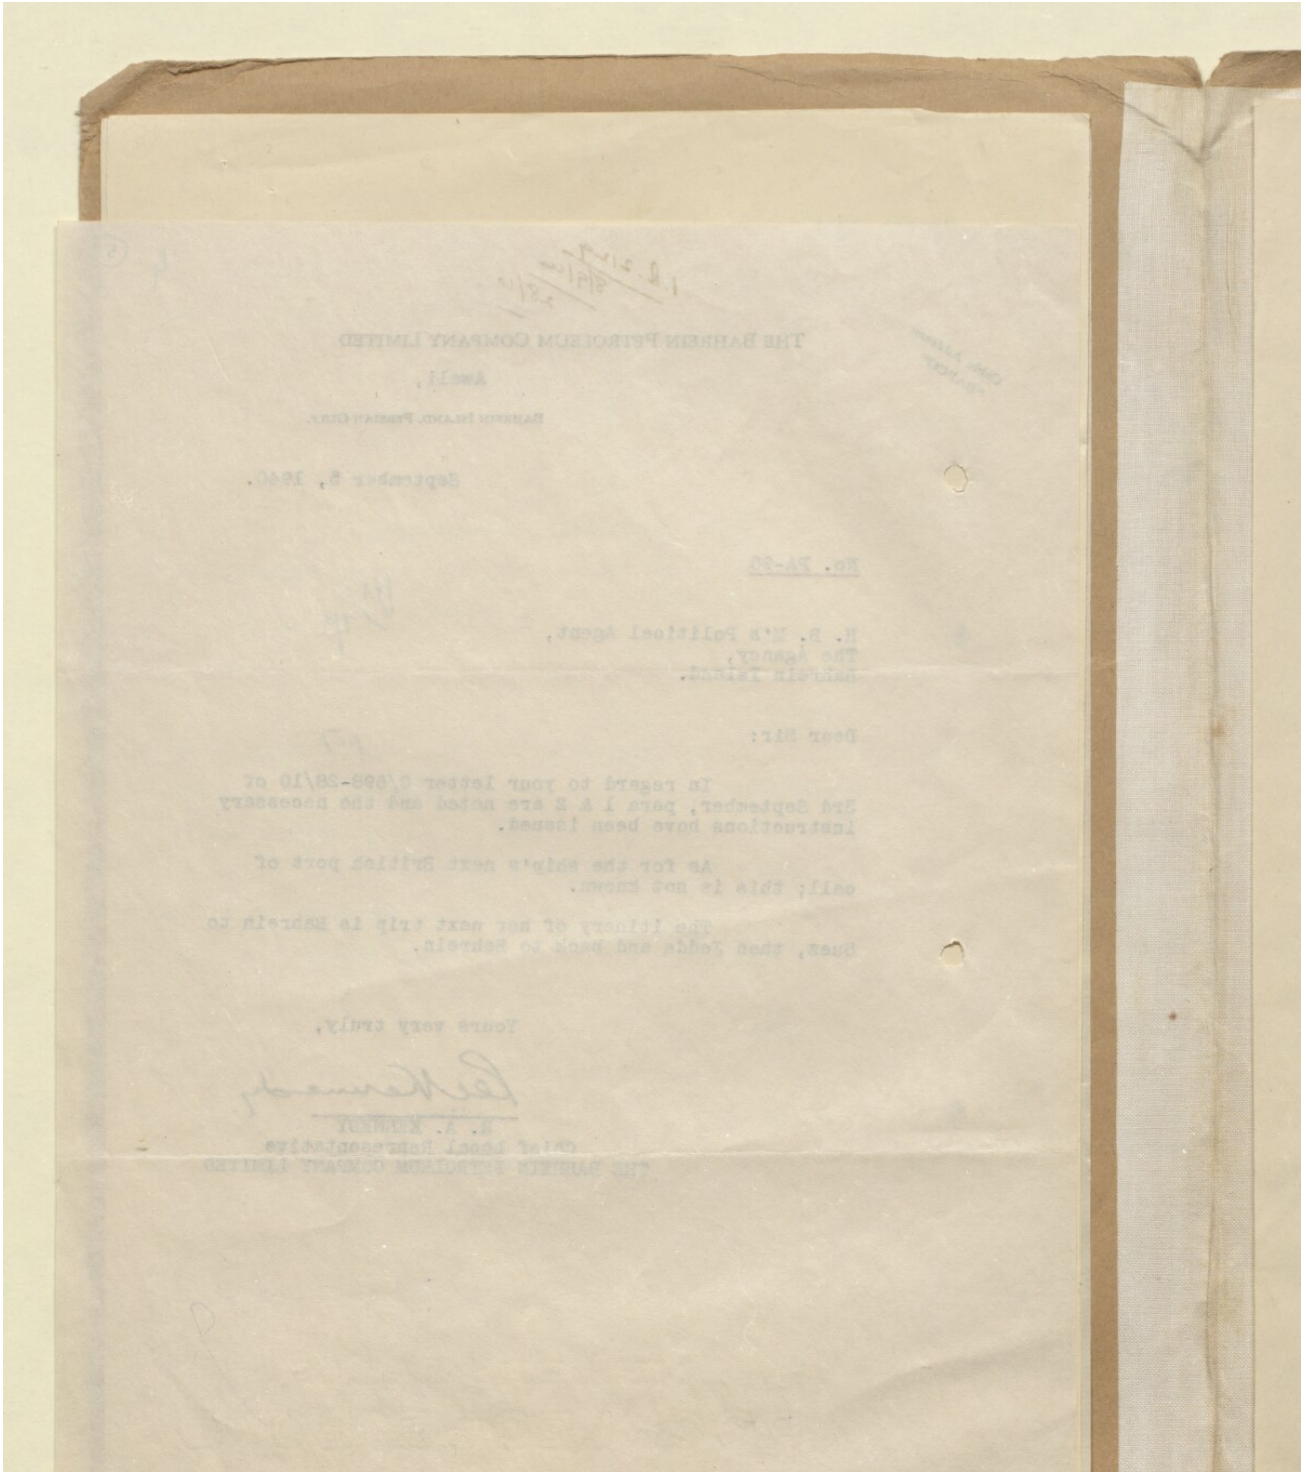 THE BAHREIN PETROLEUM COMPANY LIMITED
Awali,
BAHREIN ISLAND, PERSIAN GULF.
September 5, 1940.
No. PA-90
H. B. M's Political Agent,
The Agency,
Bahrein Island.
Dear Sir:
In regard to your letter C/698-28/10 of
3rd September, para 1 & 2 are noted and the necessary
instructions have been issued.
As for the ship's next British port of
call; this is not known.
The itinery of her next trip is Bahrein to
Suez, then Jedda and back to Bahrein.
Yours very truly,
KENNEDY
Chief Local Representative
THE BAHREIN PETROLEUM COMPANY LIMITED